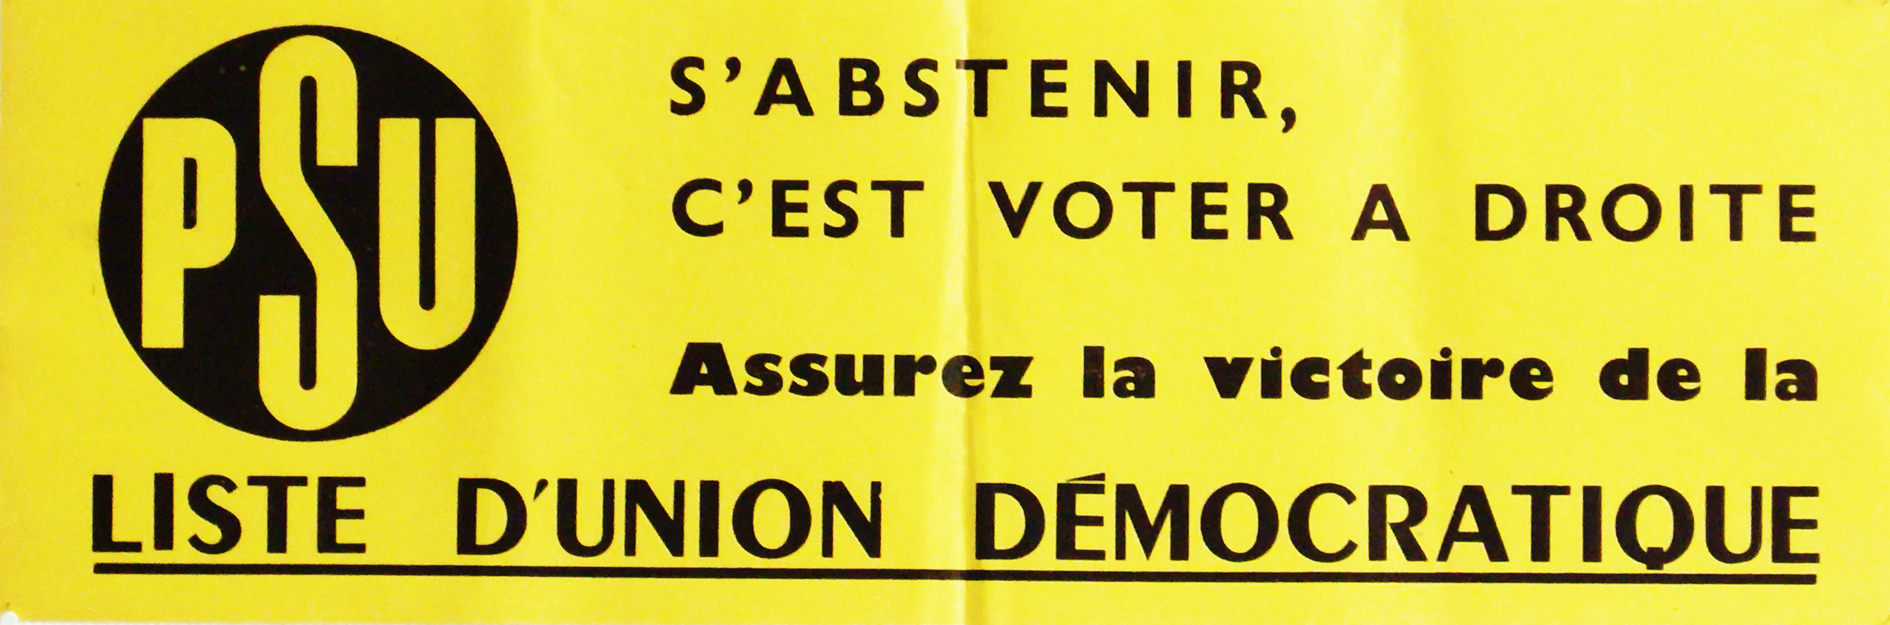 PSU
S'ABSTENIR,
C'EST VOTER A DROITE
Assurez la victoire de la
LISTE D'UNION DÉMOCRATIQUE